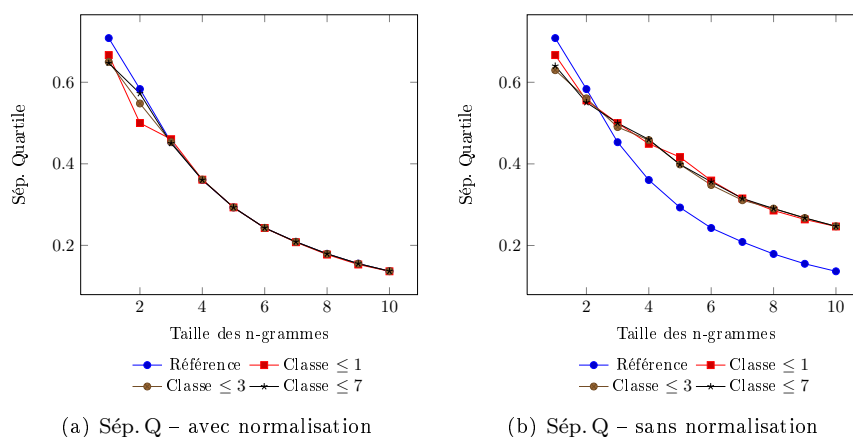 0.6
0.4
0.2
Sép. Quartile
2 4 6 8 10
Taille des n-grammes
Référence Classe ≤ 1
Classe ≤ 3 Classe ≤ 7
(a) Sép. Q – avec normalisation
0.6
0.4
0.2
Sép. Quartile
2 4 6 8 10
Taille des n-grammes
Référence Classe ≤ 1
Classe ≤ 3 Classe ≤ 7
(b) Sép. Q – sans normalisation